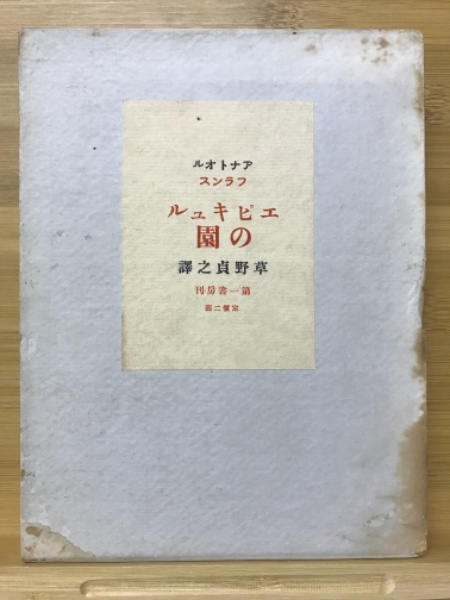 アナトオル
フランス
エピキュル
の園
草野貞之譯
第一書房刊
定價二圓